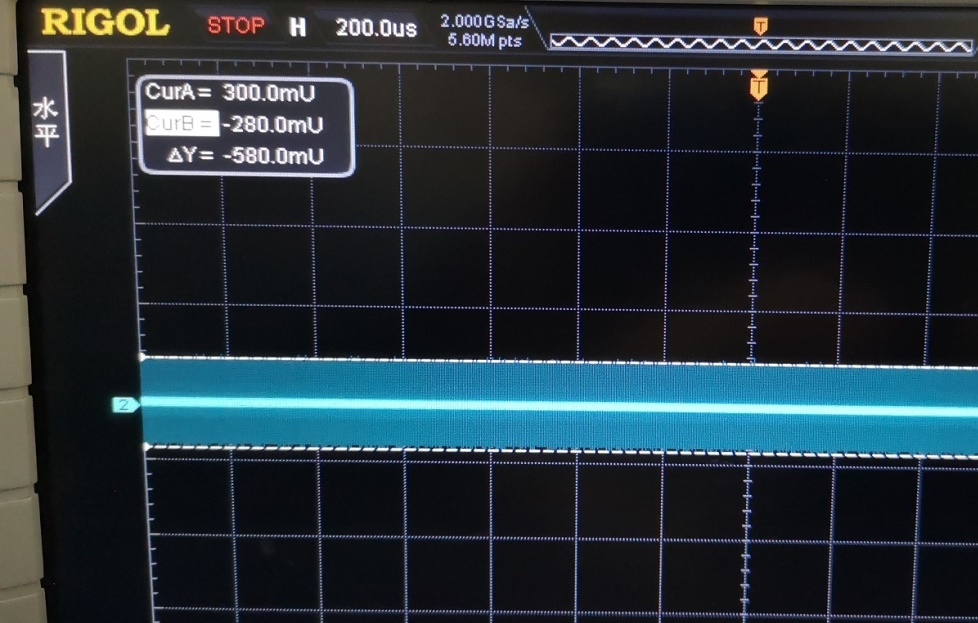 RIGOL STOP H 200.0us 2.000GSa/s
5.60M pts
T
水平
T
CurA= 300.0mU
CurB= -280.0mU
ΔY= -580.0mU
2